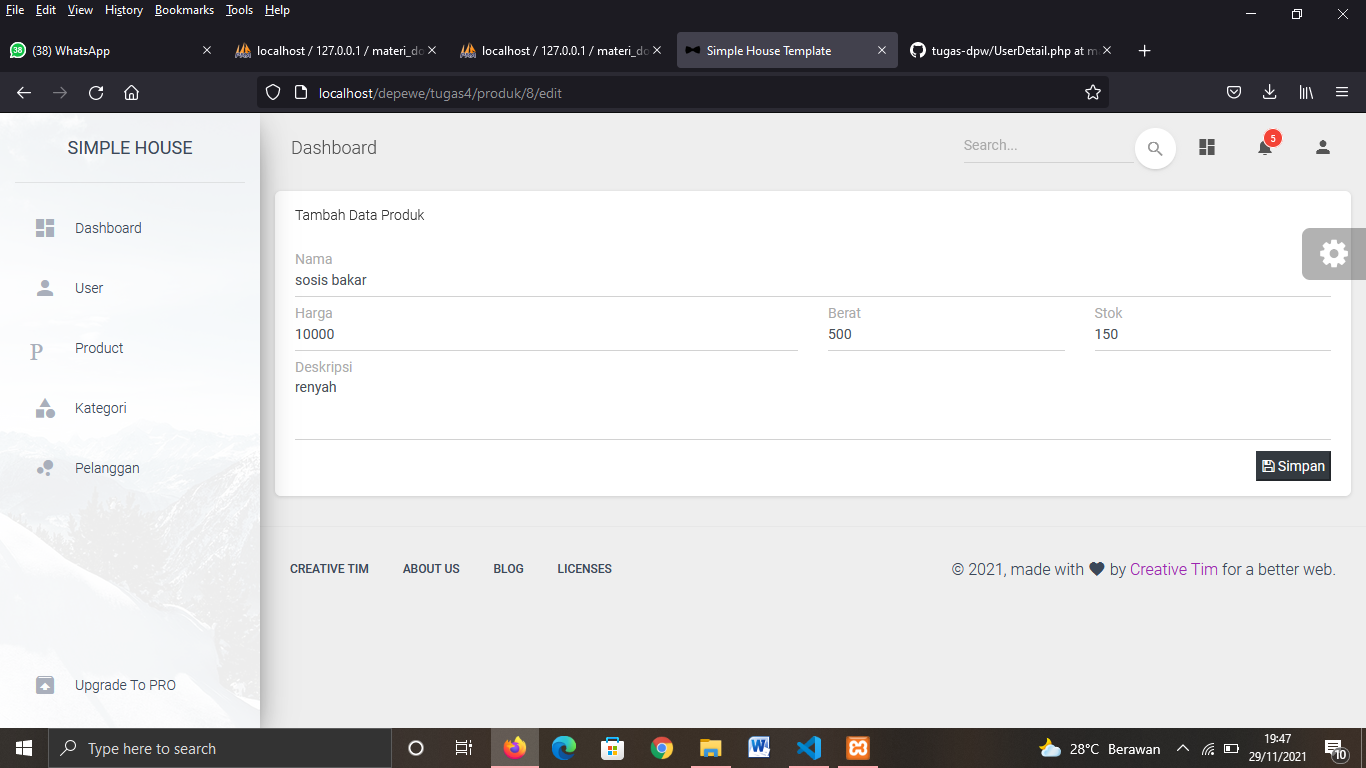 File Edit View History Bookmarks Tools Help
38 (38) WhatsApp
localhost / 127.0.0.1 / materi_do
localhost / 127.0.0.1 / materi_do
Simple House Template
tugas-dpw/UserDetail.php at m
localhost/depewe/tugas4/produk/8/edit
SIMPLE HOUSE
Dashboard
User
P Product
Kategori
Pelanggan
Upgrade To PRO
Dashboard
Search...
5
Tambah Data Produk
Nama
sosis bakar
Harga Berat Stok
10000 500 150
Deskripsi
renyah
Simpan
CREATIVE TIM ABOUT US BLOG LICENSES
© 2021, made with by Creative Tim for a better web.
Type here to search
28°C Berawan
19:47
29/11/2021
10